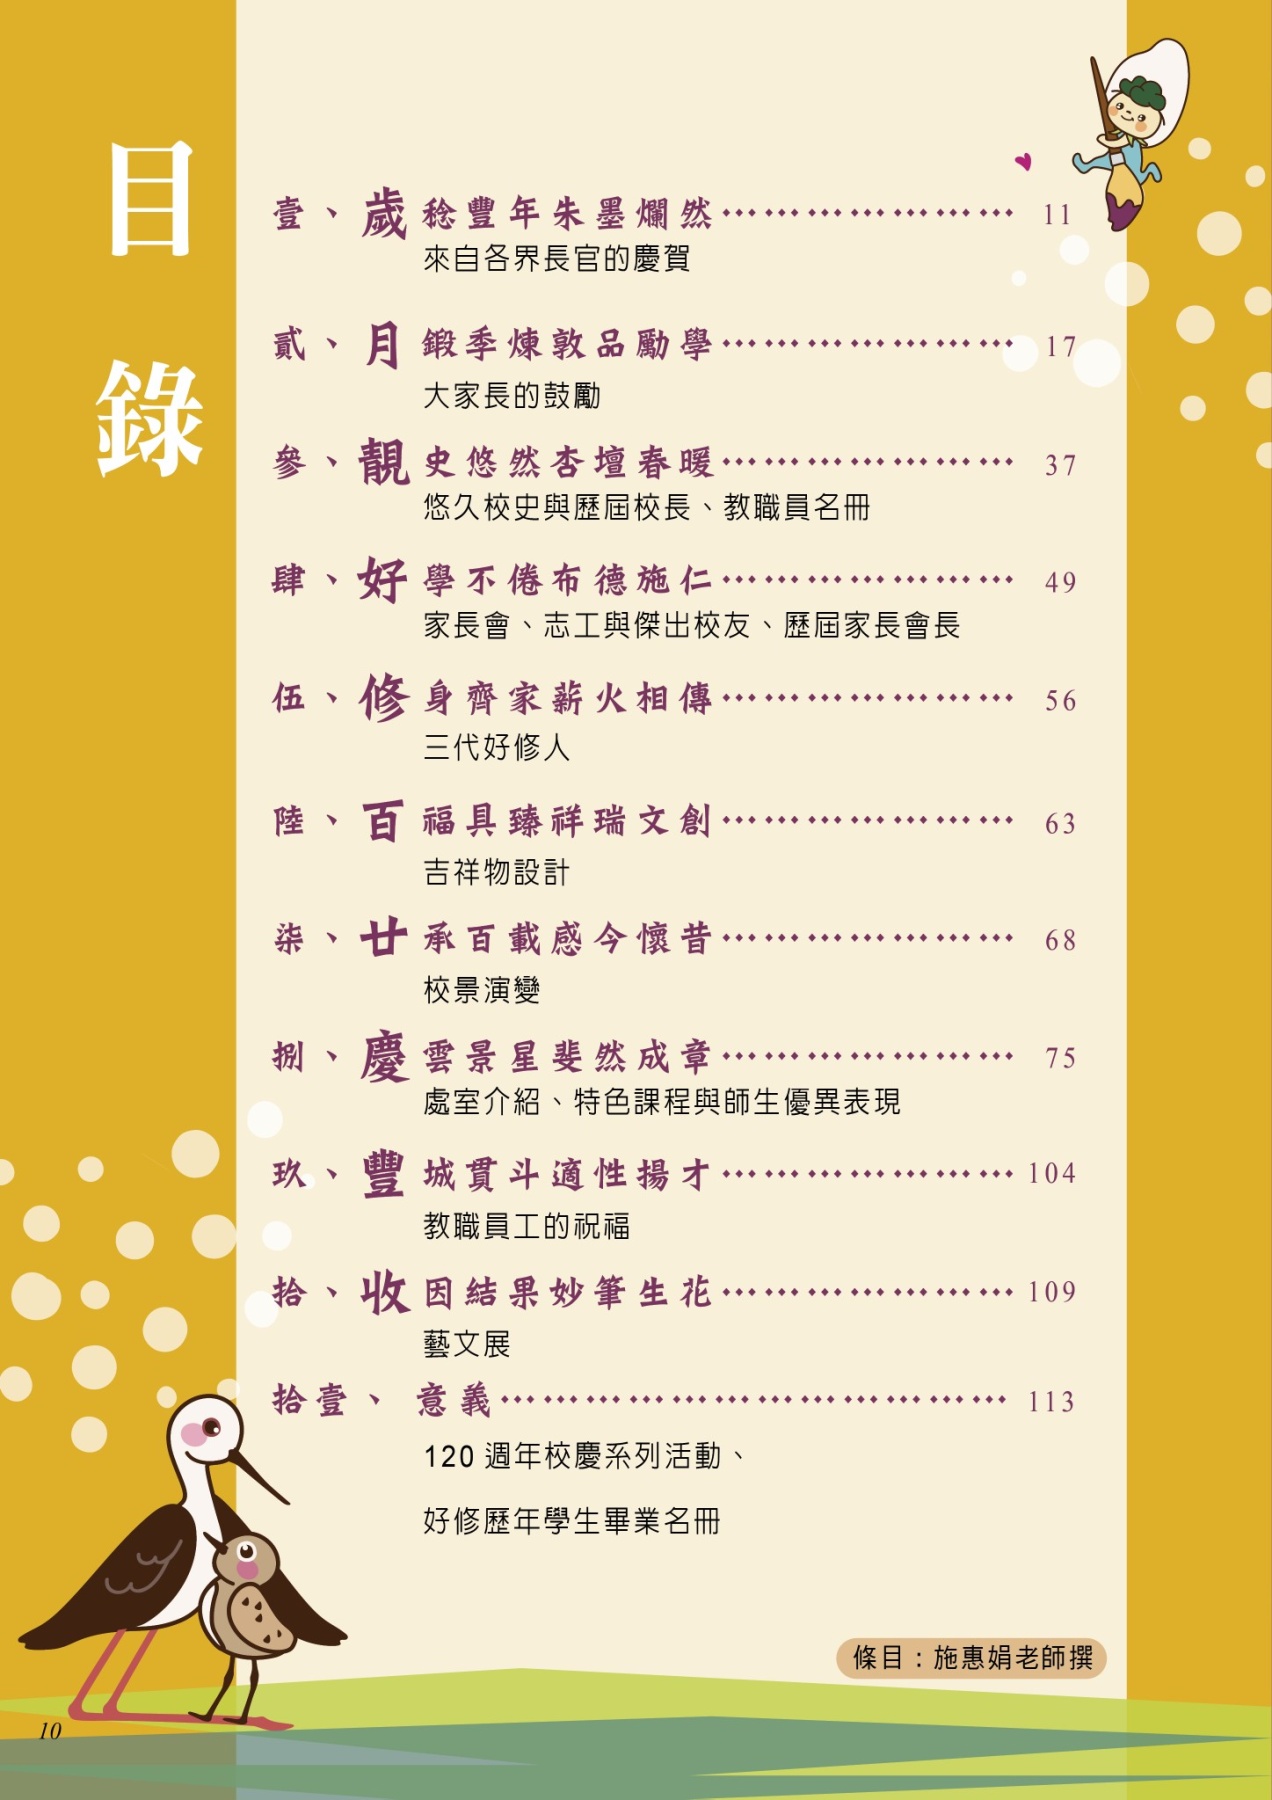 目錄
壹、歲稔豐年朱墨爛然 11
來自各界長官的慶賀
貳、月鍛季煉敦品勵學 17
大家長的鼓勵
參、靚史悠然杏壇春暖 37
悠久校史與歷屆校長、教職員名冊
肆、好學不倦布德施仁 49
家長會、志工與傑出校友、歷屆家長會長
伍、修身齊家薪火相傳 56
三代好修人
陸、百福具臻祥瑞文創 63
吉祥物設計
柒、廿承百載感今懷昔 68
校景演變
捌、慶雲景星斐然成章 75
處室介紹、特色課程與師生優異表現
玖、豐城貫斗適性揚才 104
教職員工的祝福
拾、收因結果妙筆生花 109
藝文展
拾壹、意義 113
120 週年校慶系列活動、
好修歷年學生畢業名冊
條目：施惠娟老師撰
10